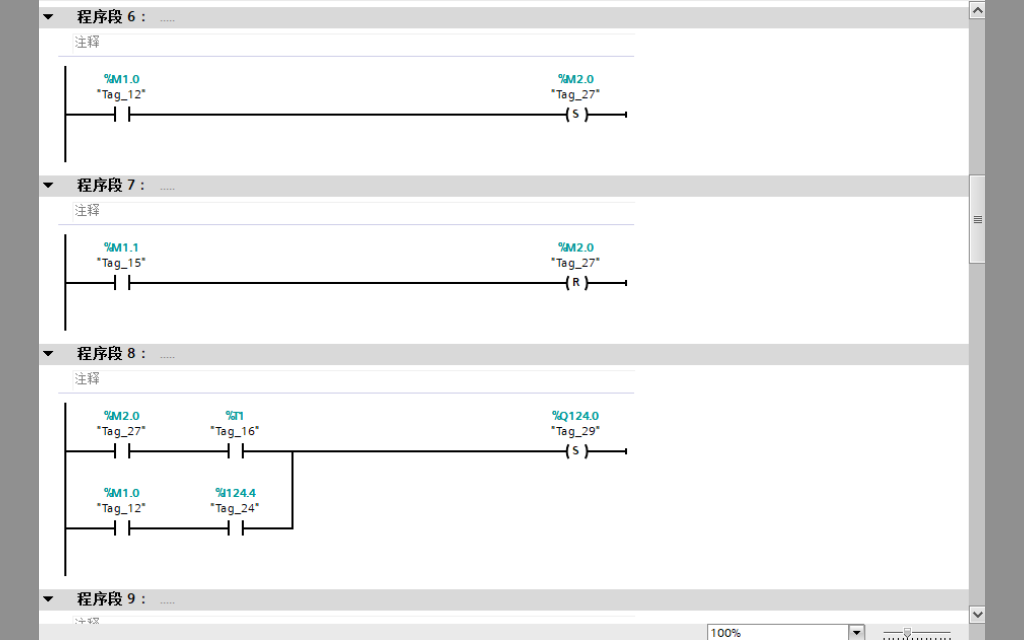 程序段 6： .....
注释
%M1.0 %M2.0
"Tag_12" "Tag_27"
S
程序段 7： .....
注释
%M1.1 %M2.0
"Tag_15" "Tag_27"
R
程序段 8： .....
注释
%M2.0 %T1 %Q124.0
"Tag_27" "Tag_16" "Tag_29"
S
%M1.0 %I124.4
"Tag_12" "Tag_24"
程序段 9： .....
注释
100%